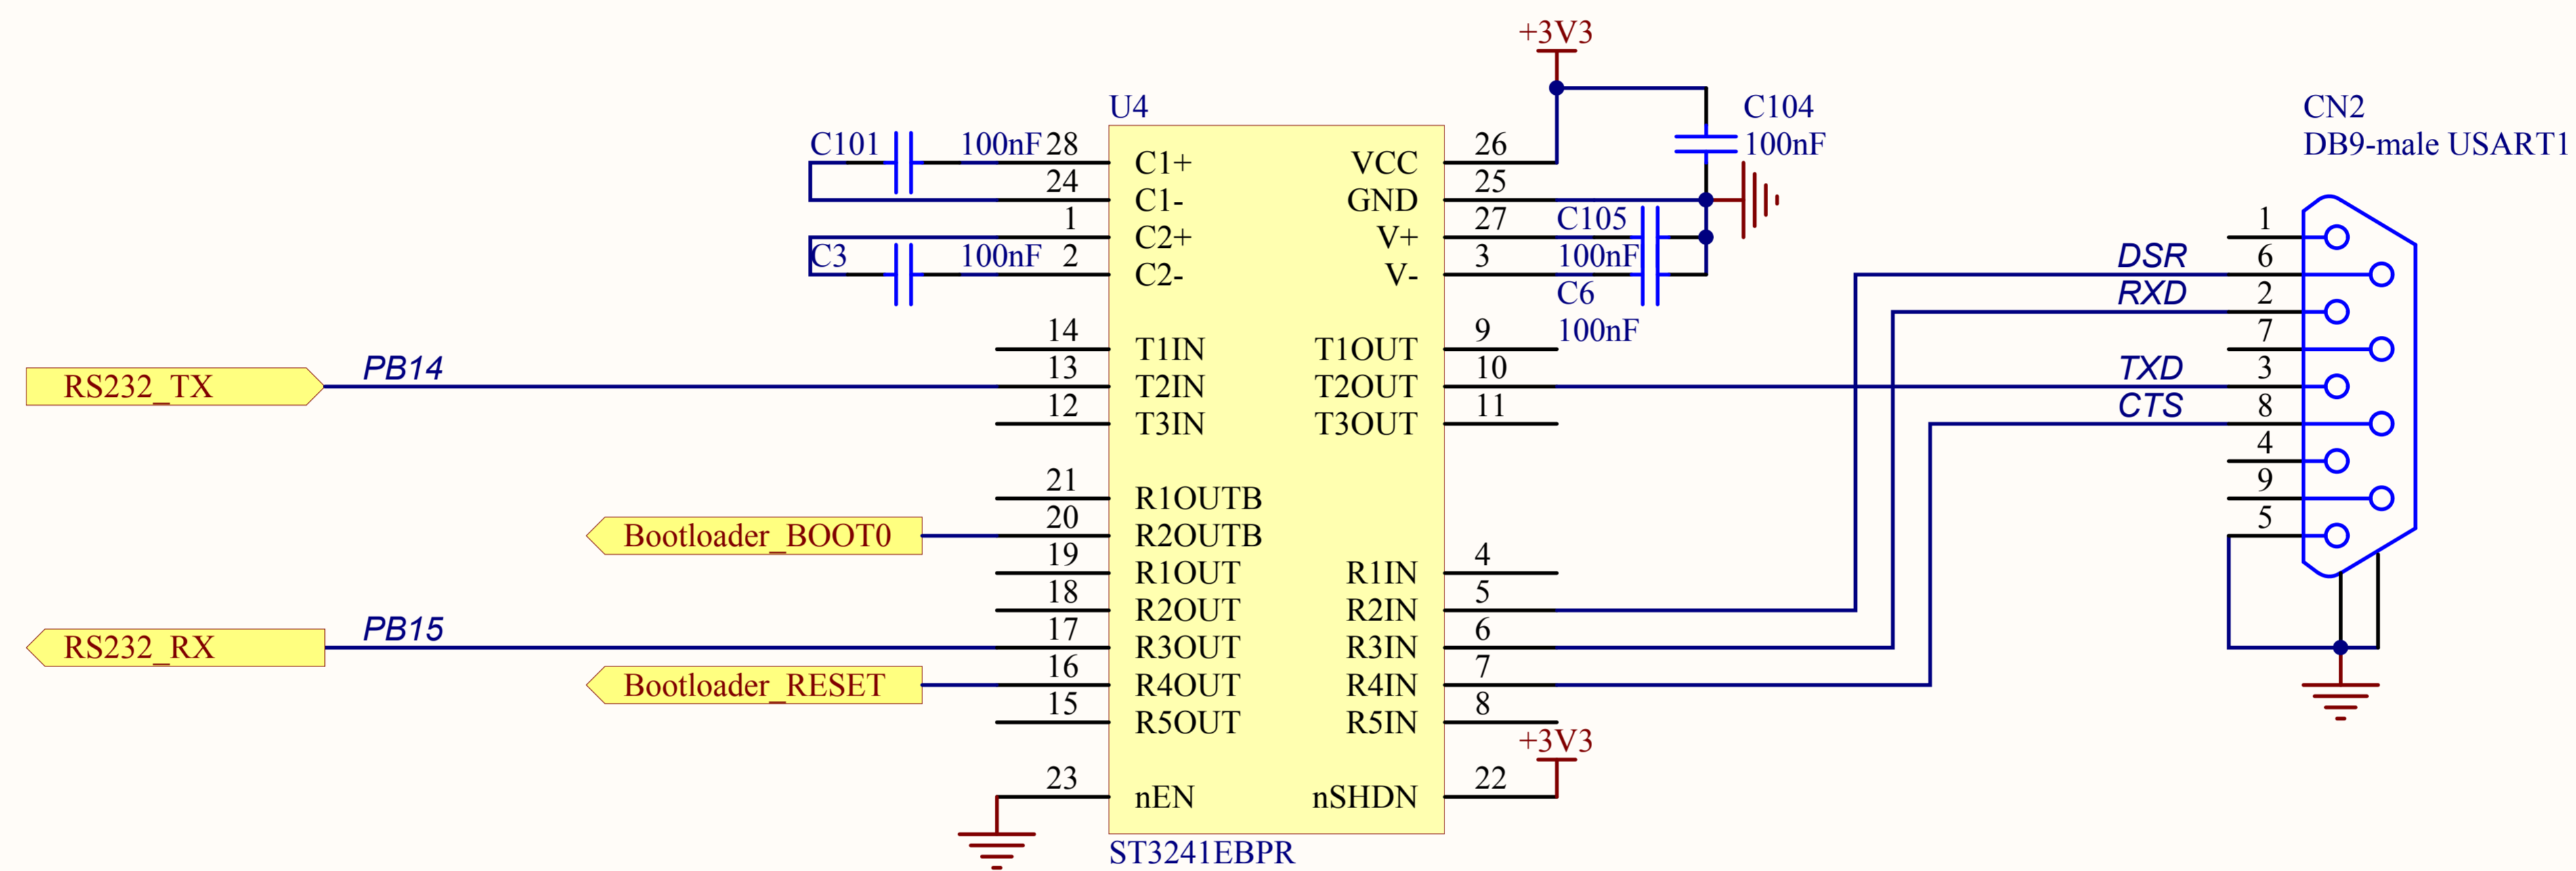 +3V3
U4
C104
100nF
CN2
DB9-male USART1
C101
100nF
28
C1+
VCC
26
24
C1-
GND
25
1
C2+
V+
27
C105
100nF
C3
100nF
2
C2-
V-
3
C6
100nF
14
T1IN
T1OUT
9
RS232_TX
PB14
13
T2IN
T2OUT
10
12
T3IN
T3OUT
11
21
R1OUTB
Bootloader_BOOT0
20
R2OUTB
19
R1OUT
R1IN
4
18
R2OUT
R2IN
5
RS232_RX
PB15
17
R3OUT
R3IN
6
Bootloader_RESET
16
R4OUT
R4IN
7
15
R5OUT
R5IN
8
+3V3
23
nEN
nSHDN
22
ST3241EBPR
1
DSR
6
RXD
2
7
TXD
3
CTS
8
4
9
5